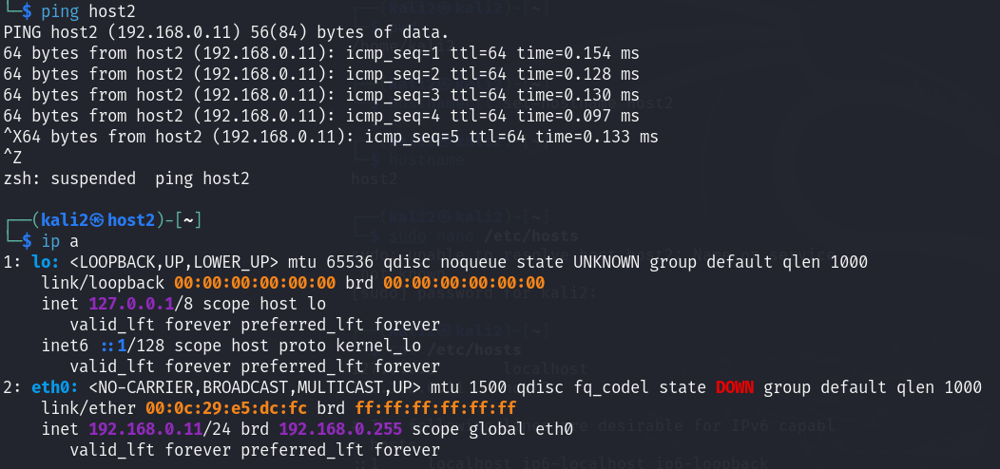 └─$ ping host2
PING host2 (192.168.0.11) 56(84) bytes of data.
64 bytes from host2 (192.168.0.11): icmp_seq=1 ttl=64 time=0.154 ms
64 bytes from host2 (192.168.0.11): icmp_seq=2 ttl=64 time=0.128 ms
64 bytes from host2 (192.168.0.11): icmp_seq=3 ttl=64 time=0.130 ms
64 bytes from host2 (192.168.0.11): icmp_seq=4 ttl=64 time=0.097 ms
^X64 bytes from host2 (192.168.0.11): icmp_seq=5 ttl=64 time=0.133 ms
^Z
zsh: suspended  ping host2

┌──(kali2㉿host2)-[~]
└─$ ip a
1: lo: <LOOPBACK,UP,LOWER_UP> mtu 65536 qdisc noqueue state UNKNOWN group default qlen 1000
    link/loopback 00:00:00:00:00:00 brd 00:00:00:00:00:00
    inet 127.0.0.1/8 scope host lo
       valid_lft forever preferred_lft forever
    inet6 ::1/128 scope host proto kernel_lo
       valid_lft forever preferred_lft forever
2: eth0: <NO-CARRIER,BROADCAST,MULTICAST,UP> mtu 1500 qdisc fq_codel state DOWN group default qlen 1000
    link/ether 00:0c:29:e5:dc:fc brd ff:ff:ff:ff:ff:ff
    inet 192.168.0.11/24 brd 192.168.0.255 scope global eth0
       valid_lft forever preferred_lft forever